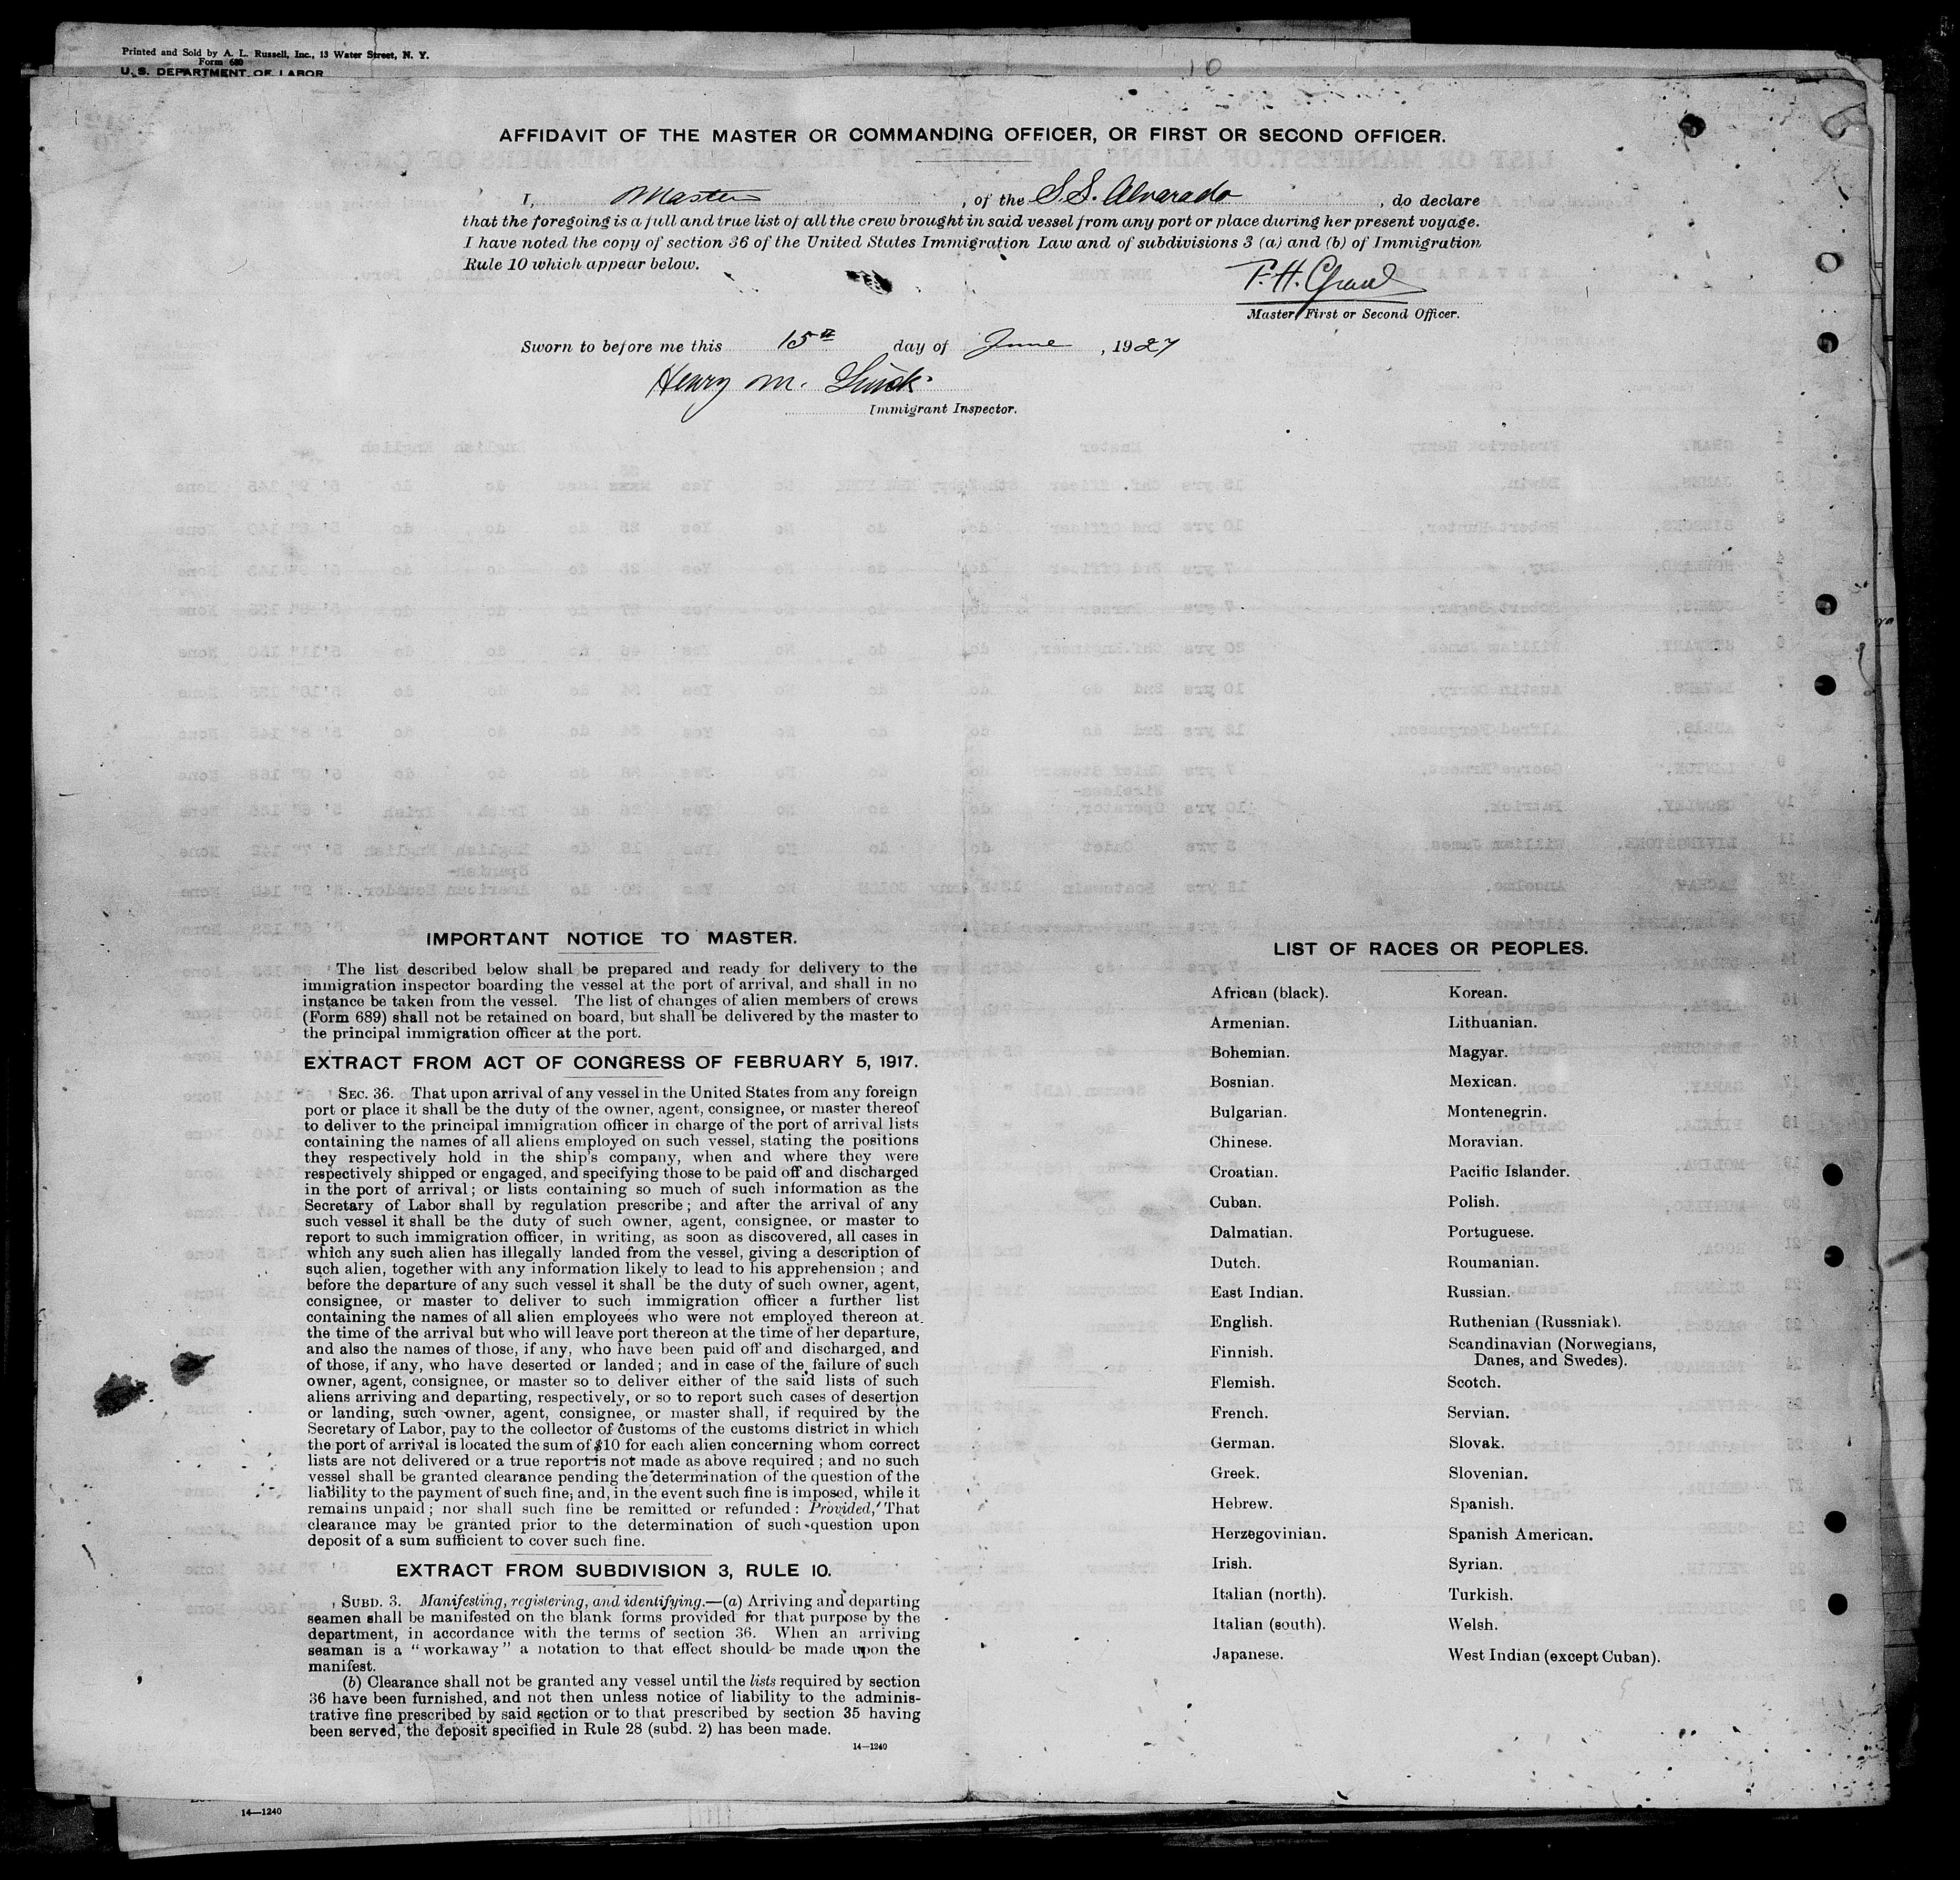 Printed and Sold by A. L. Russell, Inc., 13 Water Street, N. Y.
Form 680
U. S. DEPARTMENT OF LABOR
10
AFFIDAVIT OF THE MASTER OR COMMANDING OFFICER, OR FIRST OR SECOND OFFICER.
I, Master, of the S.S. Alvarado, do declare
that the foregoing is a full and true list of all the crew brought in said vessel from any port or place during her present voyage.
I have noted the copy of section 36 of the United States Immigration Law and of subdivisions 3 (a) and (b) of Immigration
Rule 10 which appear below.
F. H.
Master, First or Second Officer.
Sworn to before me this 15th day of June, 1927
Henry M.
Immigrant Inspector.
IMPORTANT NOTICE TO MASTER.
The list described below shall be prepared and ready for delivery to the
immigration inspector boarding the vessel at the port of arrival, and shall in no
instance be taken from the vessel. The list of changes of alien members of crews
(Form 689) shall not be retained on board, but shall be delivered by the master to
the principal immigration officer at the port.
EXTRACT FROM ACT OF CONGRESS OF FEBRUARY 5, 1917.
SEC. 36. That upon arrival of any vessel in the United States from any foreign
port or place it shall be the duty of the owner, agent, consignee, or master thereof
to deliver to the principal immigration officer in charge of the port of arrival lists
containing the names of all aliens employed on such vessel, stating the positions
they respectively hold in the ship's company, when and where they were
respectively shipped or engaged, and specifying those to be paid off and discharged
in the port of arrival; or lists containing so much of such information as the
Secretary of Labor shall by regulation prescribe; and after the arrival of any
such vessel it shall be the duty of such owner, agent, consignee, or master to
report to such immigration officer, in writing, as soon as discovered, all cases in
which any such alien has illegally landed from the vessel, giving a description of
such alien, together with any information likely to lead to his apprehension; and
before the departure of any such vessel it shall be the duty of such owner, agent,
consignee, or master to deliver to such immigration officer a further list
containing the names of all alien employees who were not employed thereon at
the time of the arrival but who will leave port thereon at the time of her departure,
and also the names of those, if any, who have been paid off and discharged, and
of those, if any, who have deserted or landed; and in case of the failure of such
owner, agent, consignee, or master so to deliver either of the said lists of such
aliens arriving and departing, respectively, or so to report such cases of desertion
or landing, such owner, agent, consignee, or master shall, if required by the
Secretary of Labor, pay to the collector of customs of the customs district in which
the port of arrival is located the sum of $10 for each alien concerning whom correct
lists are not delivered or a true report is not made as above required; and no such
vessel shall be granted clearance pending the determination of the question of the
liability to the payment of such fine, and, in the event such fine is imposed, while it
remains unpaid; nor shall such fine be remitted or refunded: Provided, That
clearance may be granted prior to the determination of such question upon
deposit of a sum sufficient to cover such fine.
EXTRACT FROM SUBDIVISION 3, RULE 10.
SUBD. 3. Manifesting, registering, and identifying.—(a) Arriving and departing
seamen shall be manifested on the blank forms provided for that purpose by the
department, in accordance with the terms of section 36. When an arriving
seaman is a "workaway" a notation to that effect should be made upon the
manifest.
(b) Clearance shall not be granted any vessel until the lists required by section
36 have been furnished, and not then unless notice of liability to the adminis-
trative fine prescribed by said section or to that prescribed by section 35 having
been served, the deposit specified in Rule 28 (subd. 2) has been made.
14—1240
LIST OF RACES OR PEOPLES.
African (black). Korean.
Armenian. Lithuanian.
Bohemian. Magyar.
Bosnian. Mexican.
Bulgarian. Montenegrin.
Chinese. Moravian.
Croatian. Pacific Islander.
Cuban. Polish.
Dalmatian. Portuguese.
Dutch. Roumanian.
East Indian. Russian.
English. Ruthenian (Russniak).
Finnish. Scandinavian (Norwegians,
Danes, and Swedes).
Flemish. Scotch.
French. Servian.
German. Slovak.
Greek. Slovenian.
Hebrew. Spanish.
Herzegovinian. Spanish American.
Irish. Syrian.
Italian (north). Turkish.
Italian (south). Welsh.
Japanese. West Indian (except Cuban).
14—1240